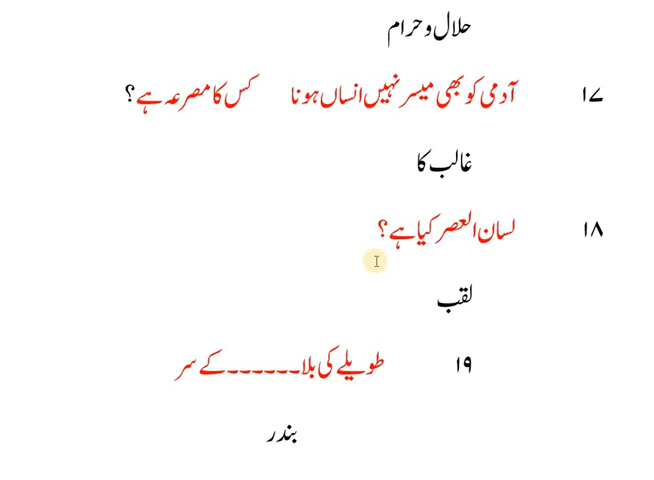 حلال و حرام
۱۷ آدمی کو بھی میسر نہیں انساں ہونا کس کا مصرعہ ہے؟
غالب کا
۱۸ لسان العصر کیا ہے؟
لقب
۱۹ طویلے کی بلا۔۔۔۔۔۔کے سر
بندر